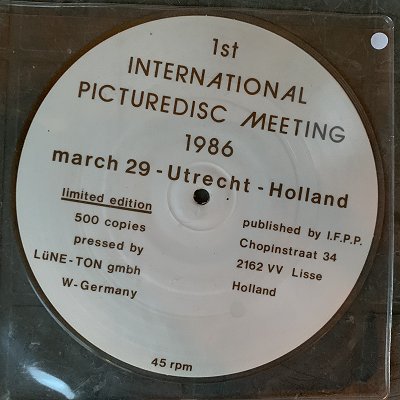 1st
INTERNATIONAL
PICTUREDISC MEETING
1986
march 29 - Utrecht - Holland
limited edition
500 copies
pressed by
LüNE - TON gmbh
W - Germany
published by I.F.P.P.
Chopinstraat 34
2162 VV Lisse
Holland
45 rpm